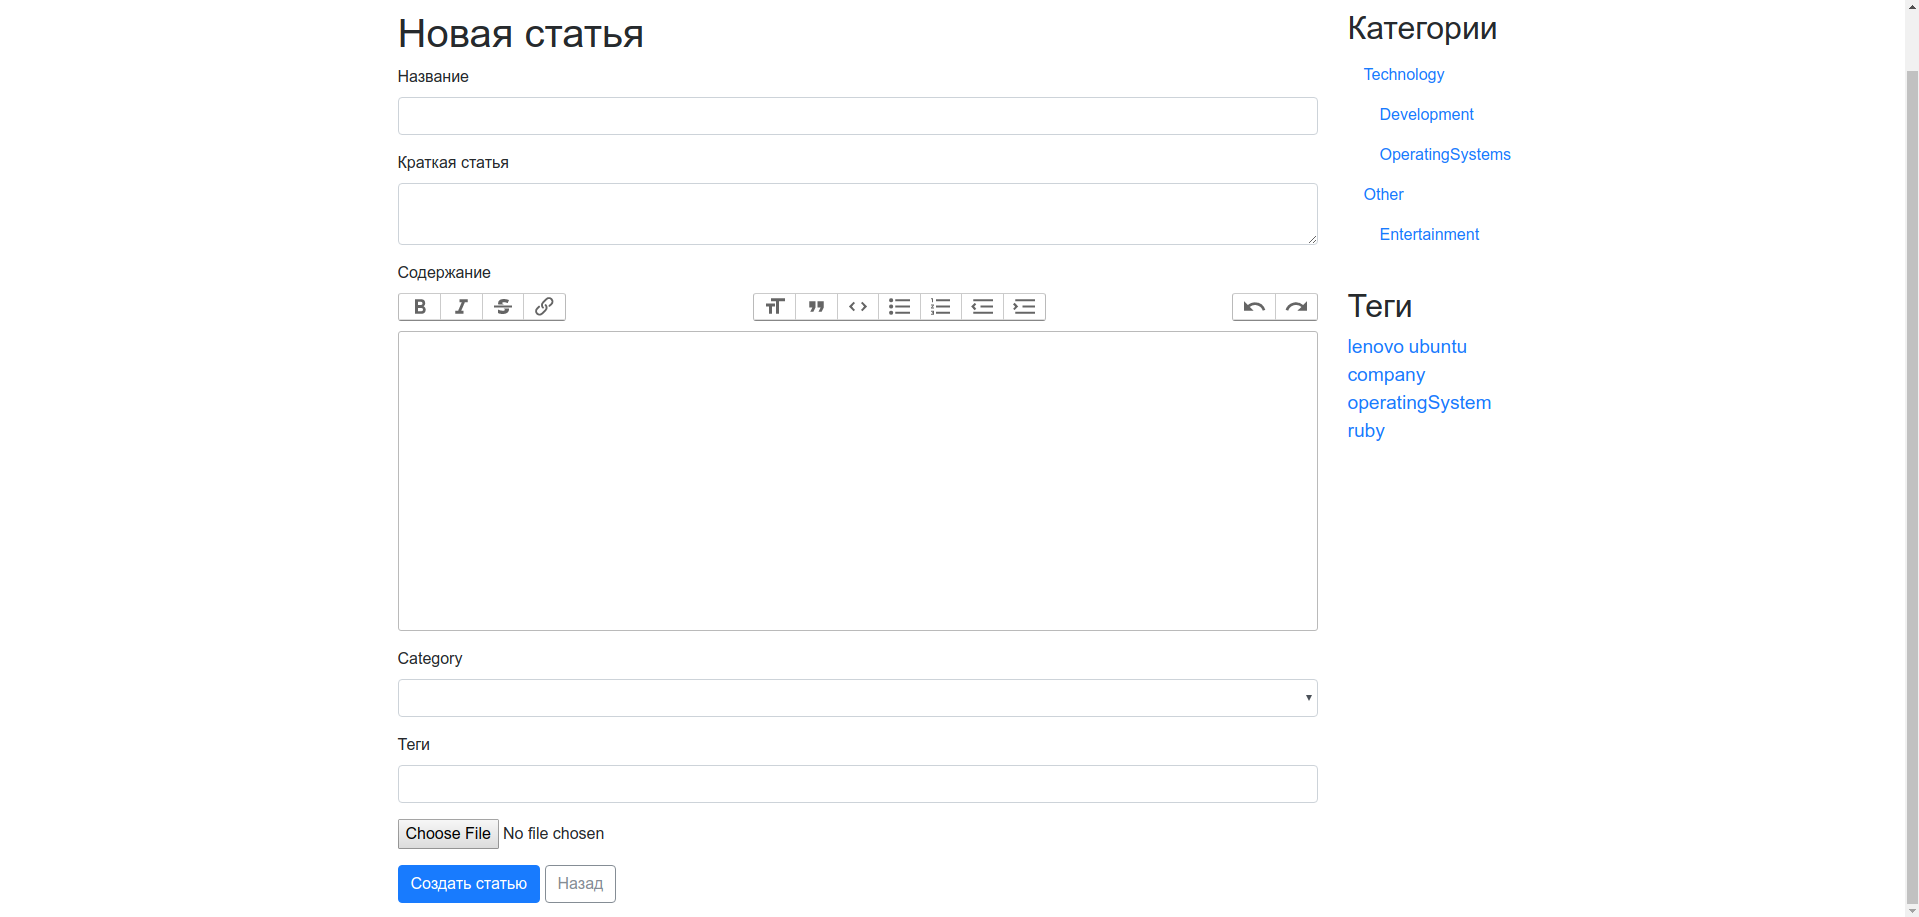 Новая статья
Название
Краткая статья
Содержание
Category
Теги
Choose File No file chosen
Создать статью Назад
Категории
Technology
Development
OperatingSystems
Other
Entertainment
Теги
lenovo ubuntu
company
operatingSystem
ruby